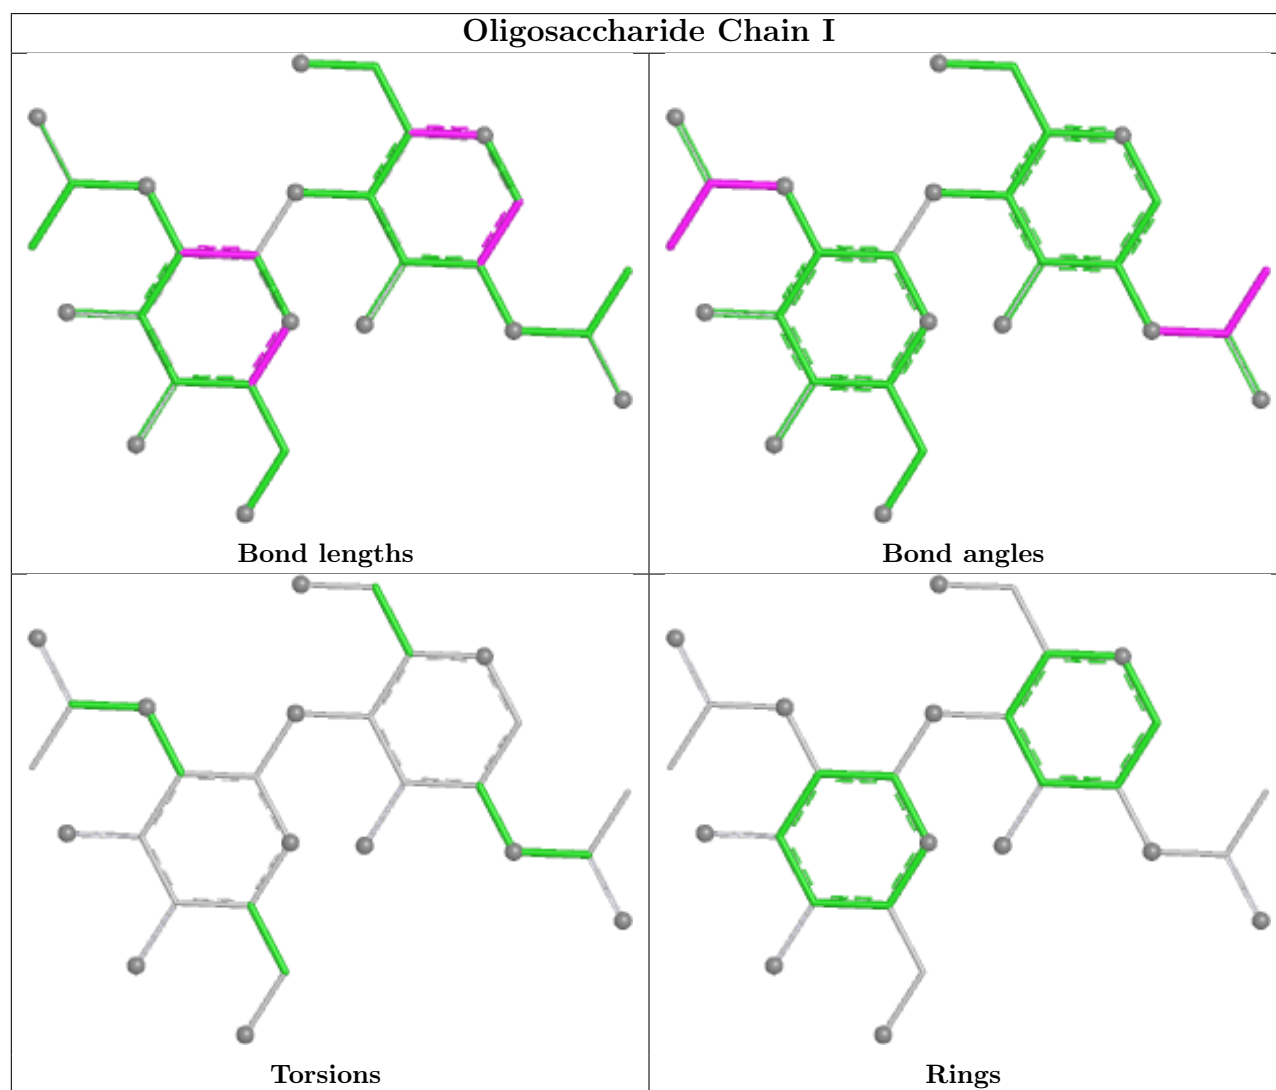 Oligosaccharide Chain I
Bond lengths
Bond angles
Torsions
Rings